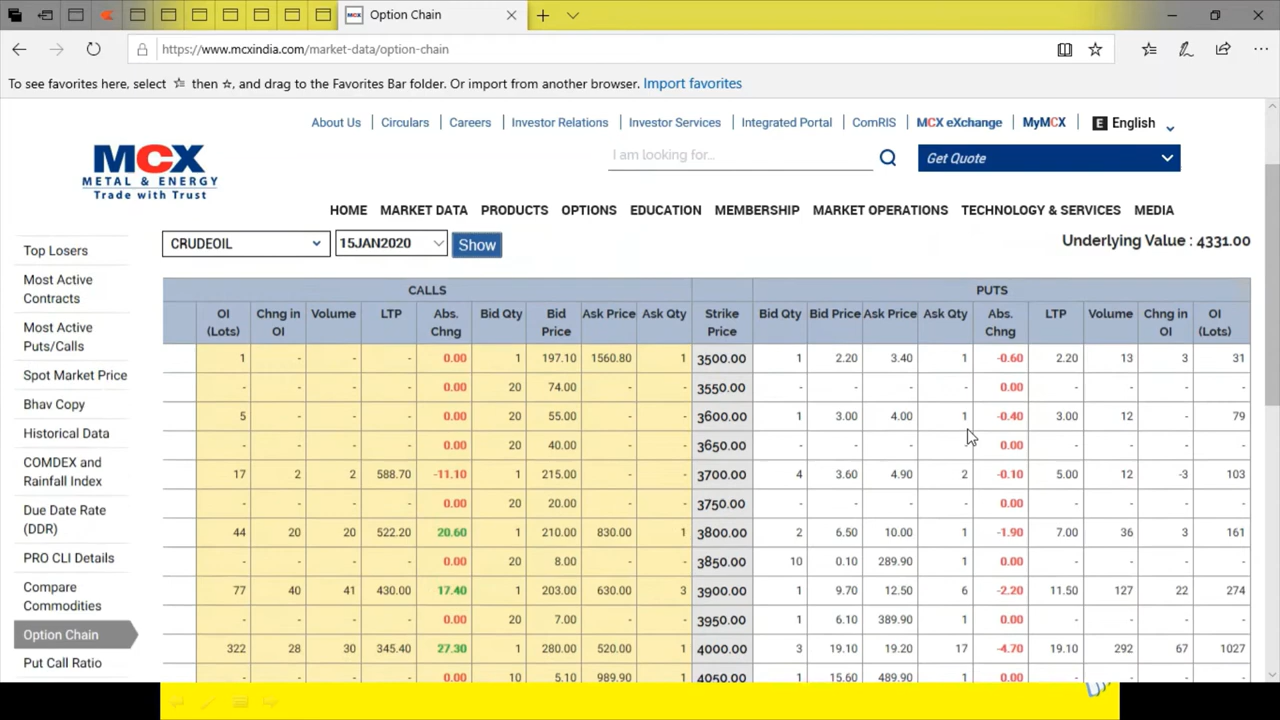 Option Chain
https://www.mcxindia.com/market-data/option-chain
To see favorites here, select then ☆, and drag to the Favorites Bar folder. Or import from another browser. Import favorites
About Us | Circulars | Careers | Investor Relations | Investor Services | Integrated Portal | ComRIS | MCX eXchange | MyMCX | E English
MCX
METAL & ENERGY
Trade with Trust
I am looking for...
Get Quote
HOME MARKET DATA PRODUCTS OPTIONS EDUCATION MEMBERSHIP MARKET OPERATIONS TECHNOLOGY & SERVICES MEDIA
Top Losers
Most Active
Contracts
Most Active
Puts/Calls
Spot Market Price
Bhav Copy
Historical Data
COMDEX and
Rainfall Index
Due Date Rate
(DDR)
PRO CLI Details
Compare
Commodities
Option Chain
Put Call Ratio
CRUDEOIL 15JAN2020 Show Underlying Value : 4331.00
CALLS PUTS
OI (Lots) Chng in OI Volume LTP Abs. Chng Bid Qty Bid Price Ask Price Ask Qty Strike Price Bid Qty Bid Price Ask Price Ask Qty Abs. Chng LTP Volume Chng in OI OI (Lots)
1 - - - 0.00 1 197.10 1560.80 1 3500.00 1 2.20 3.40 1 -0.60 2.20 13 3 31
- - - - 0.00 20 74.00 - - 3550.00 - - - - 0.00 - - - -
5 - - - 0.00 20 55.00 - - 3600.00 1 3.00 4.00 1 -0.40 3.00 12 - 79
- - - - 0.00 20 40.00 - - 3650.00 - - - - 0.00 - - - -
17 2 2 588.70 -11.10 1 215.00 - - 3700.00 4 3.60 4.90 2 -0.10 5.00 12 -3 103
- - - - 0.00 20 20.00 - - 3750.00 - - - - 0.00 - - - -
44 20 20 522.20 20.60 1 210.00 830.00 1 3800.00 2 6.50 10.00 1 -1.90 7.00 36 3 161
- - - - 0.00 20 8.00 - - 3850.00 10 0.10 289.90 1 0.00 - - - -
77 40 41 430.00 17.40 1 203.00 630.00 3 3900.00 1 9.70 12.50 6 -2.20 11.50 127 22 274
- - - - 0.00 20 7.00 - - 3950.00 1 6.10 389.90 1 0.00 - - - -
322 28 30 345.40 27.30 1 280.00 520.00 1 4000.00 3 19.10 19.20 17 -4.70 19.10 292 67 1027
- - - - 0.00 10 5.10 989.90 1 4050.00 1 15.60 489.90 1 0.00 - - - -